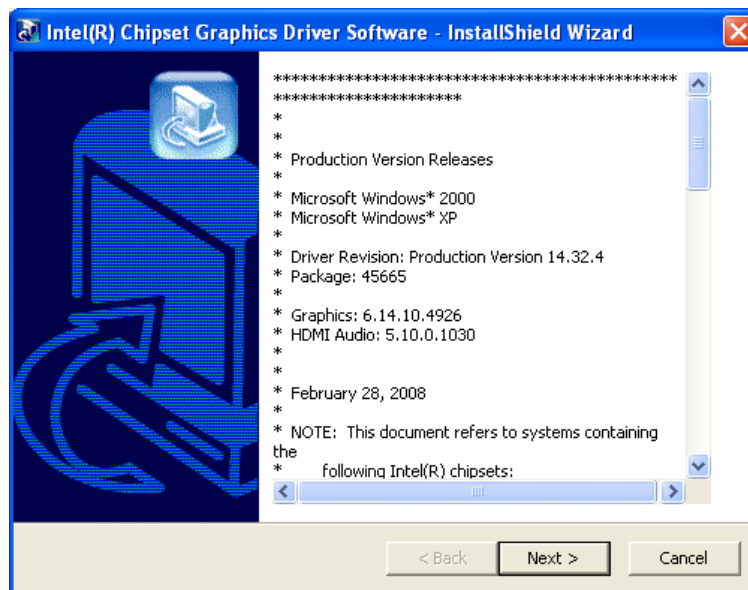 Intel(R) Chipset Graphics Driver Software - InstallShield Wizard
*********************************************
*********************
*
*
* Production Version Releases
*
* Microsoft Windows* 2000
* Microsoft Windows* XP
*
* Driver Revision: Production Version 14.32.4
* Package: 45665
*
* Graphics: 6.14.10.4926
* HDMI Audio: 5.10.0.1030
*
*
* February 28, 2008
*
* NOTE: This document refers to systems containing
the
* following Intel(R) chipsets:
< Back
Next >
Cancel